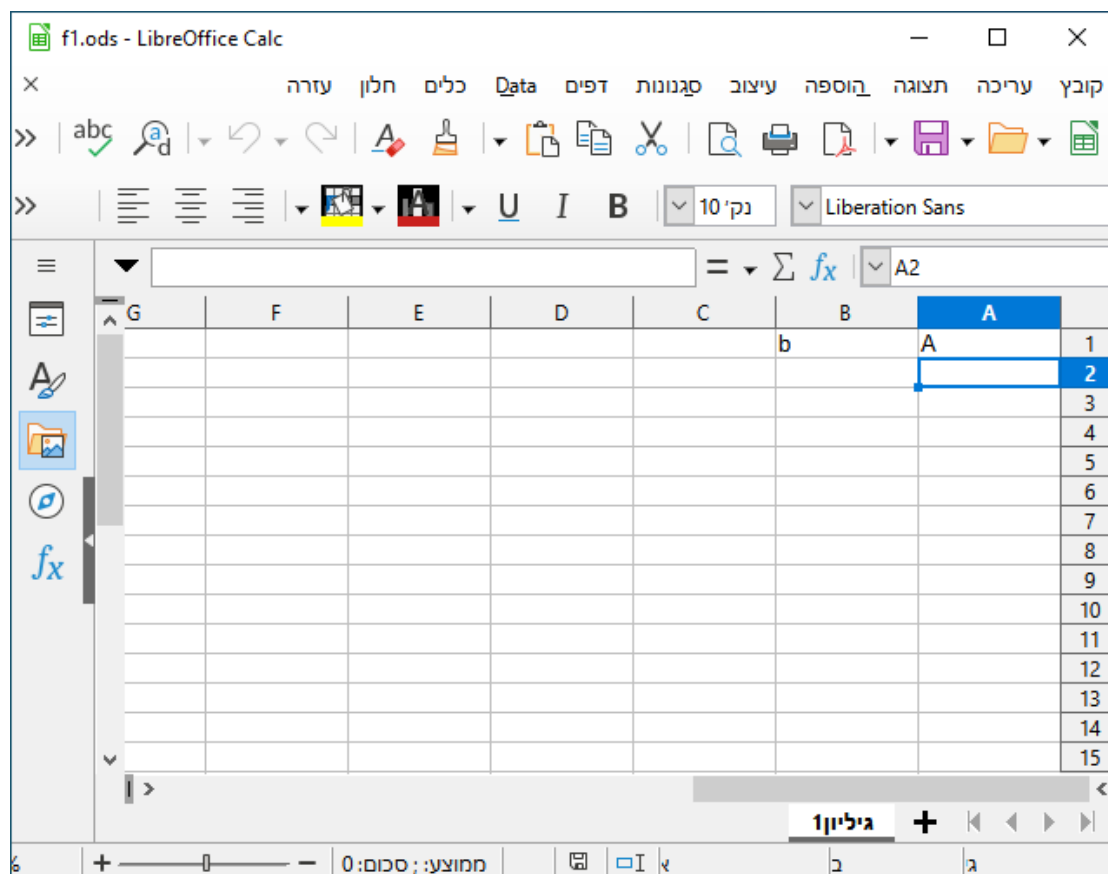 f1.ods - LibreOffice Calc
קובץ עריכה תצוגה הוספה עיצוב סגנונות דפים Data כלים חלון עזרה
Liberation Sans 10 נק׳ B I U
A2
A B C D E F G
1 A b
2
3
4
5
6
7
8
9
10
11
12
13
14
15
גיליון1
גי ב א ממוצע: ; סכום: 0 %